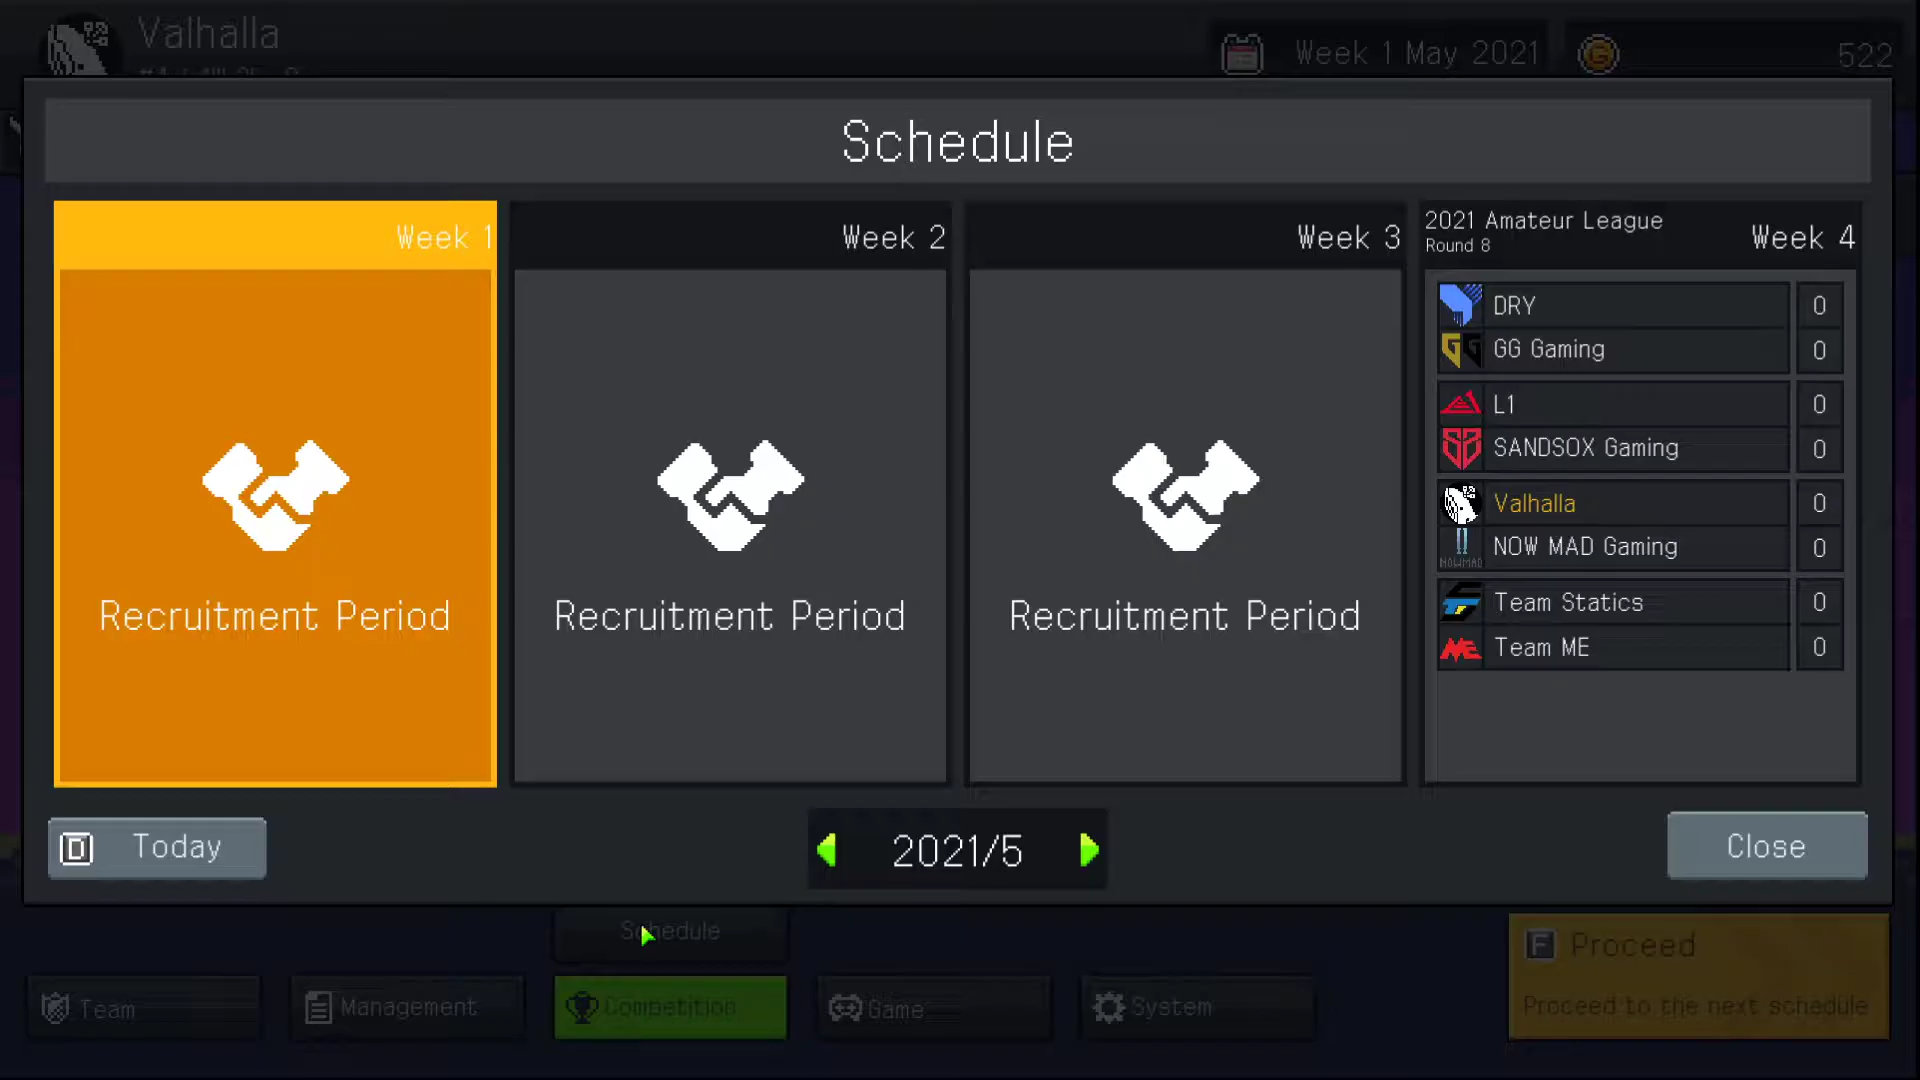 Valhalla
Week 1 May 2021
522
Schedule
Week 1
Recruitment Period
Week 2
Recruitment Period
Week 3
Recruitment Period
2021 Amateur League
Round 8
Week 4
DRY 0
GG Gaming 0
L1 0
SANDSOX Gaming 0
Valhalla 0
NOW MAD Gaming 0
Team Statics 0
Team ME 0
D Today
2021/5
Close
Schedule
Team
Management
Competition
Game
System
F Proceed
Proceed to the next schedule